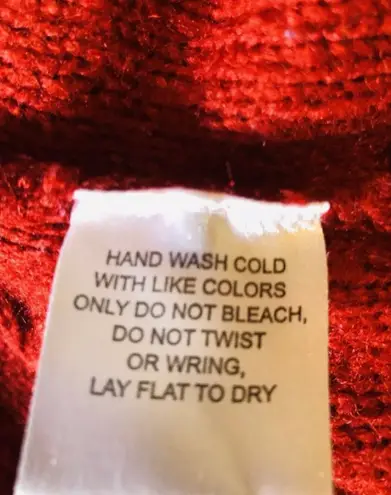 HAND WASH COLD
WITH LIKE COLORS
ONLY DO NOT BLEACH,
DO NOT TWIST
OR WRING,
LAY FLAT TO DRY